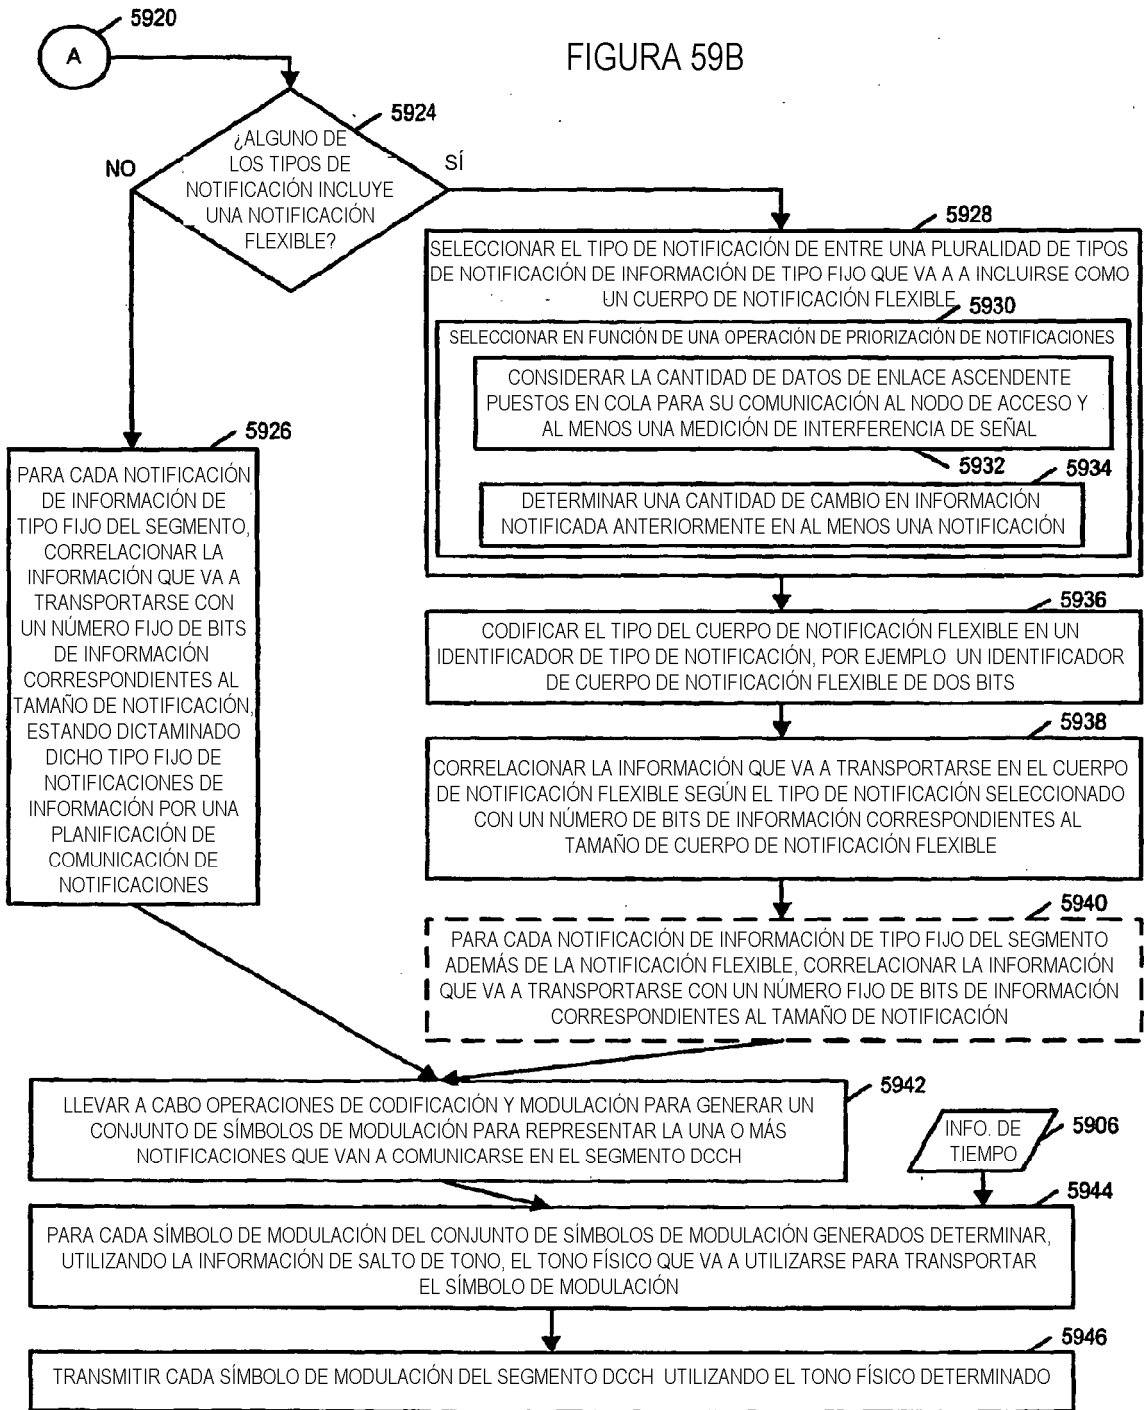 5920
A
FIGURA 59B
5924
¿ALGUNO DE
LOS TIPOS DE
NOTIFICACIÓN INCLUYE
UNA NOTIFICACIÓN
FLEXIBLE?
NO
SÍ
5928
SELECCIONAR EL TIPO DE NOTIFICACIÓN DE ENTRE UNA PLURALIDAD DE TIPOS
DE NOTIFICACIÓN DE INFORMACIÓN DE TIPO FIJO QUE VA A A INCLUIRSE COMO
UN CUERPO DE NOTIFICACIÓN FLEXIBLE
5930
SELECCIONAR EN FUNCIÓN DE UNA OPERACIÓN DE PRIORIZACIÓN DE NOTIFICACIONES
CONSIDERAR LA CANTIDAD DE DATOS DE ENLACE ASCENDENTE
PUESTOS EN COLA PARA SU COMUNICACIÓN AL NODO DE ACCESO Y
AL MENOS UNA MEDICIÓN DE INTERFERENCIA DE SEÑAL
5932
5934
DETERMINAR UNA CANTIDAD DE CAMBIO EN INFORMACIÓN
NOTIFICADA ANTERIORMENTE EN AL MENOS UNA NOTIFICACIÓN
5926
PARA CADA NOTIFICACIÓN
DE INFORMACIÓN DE
TIPO FIJO DEL SEGMENTO,
CORRELACIONAR LA
INFORMACIÓN QUE VA A
TRANSPORTARSE CON
UN NÚMERO FIJO DE BITS
DE INFORMACIÓN
CORRESPONDIENTES AL
TAMAÑO DE NOTIFICACIÓN,
ESTANDO DICTAMINADO
DICHO TIPO FIJO DE
NOTIFICACIONES DE
INFORMACIÓN POR UNA
PLANIFICACIÓN DE
COMUNICACIÓN DE
NOTIFICACIONES
5936
CODIFICAR EL TIPO DEL CUERPO DE NOTIFICACIÓN FLEXIBLE EN UN
IDENTIFICADOR DE TIPO DE NOTIFICACIÓN, POR EJEMPLO UN IDENTIFICADOR
DE CUERPO DE NOTIFICACIÓN FLEXIBLE DE DOS BITS
5938
CORRELACIONAR LA INFORMACIÓN QUE VA A TRANSPORTARSE EN EL CUERPO
DE NOTIFICACIÓN FLEXIBLE SEGÚN EL TIPO DE NOTIFICACIÓN SELECCIONADO
CON UN NÚMERO DE BITS DE INFORMACIÓN CORRESPONDIENTES AL
TAMAÑO DE CUERPO DE NOTIFICACIÓN FLEXIBLE
5940
PARA CADA NOTIFICACIÓN DE INFORMACIÓN DE TIPO FIJO DEL SEGMENTO
ADEMÁS DE LA NOTIFICACIÓN FLEXIBLE, CORRELACIONAR LA INFORMACIÓN
QUE VA A TRANSPORTARSE CON UN NÚMERO FIJO DE BITS DE INFORMACIÓN
CORRESPONDIENTES AL TAMAÑO DE NOTIFICACIÓN
5942
LLEVAR A CABO OPERACIONES DE CODIFICACIÓN Y MODULACIÓN PARA GENERAR UN
CONJUNTO DE SÍMBOLOS DE MODULACIÓN PARA REPRESENTAR LA UNA O MÁS
NOTIFICACIONES QUE VAN A COMUNICARSE EN EL SEGMENTO DCCH
INFO. DE
TIEMPO
5906
5944
PARA CADA SÍMBOLO DE MODULACIÓN DEL CONJUNTO DE SÍMBOLOS DE MODULACIÓN GENERADOS DETERMINAR,
UTILIZANDO LA INFORMACIÓN DE SALTO DE TONO, EL TONO FÍSICO QUE VA A UTILIZARSE PARA TRANSPORTAR
EL SÍMBOLO DE MODULACIÓN
5946
TRANSMITIR CADA SÍMBOLO DE MODULACIÓN DEL SEGMENTO DCCH UTILIZANDO EL TONO FÍSICO DETERMINADO